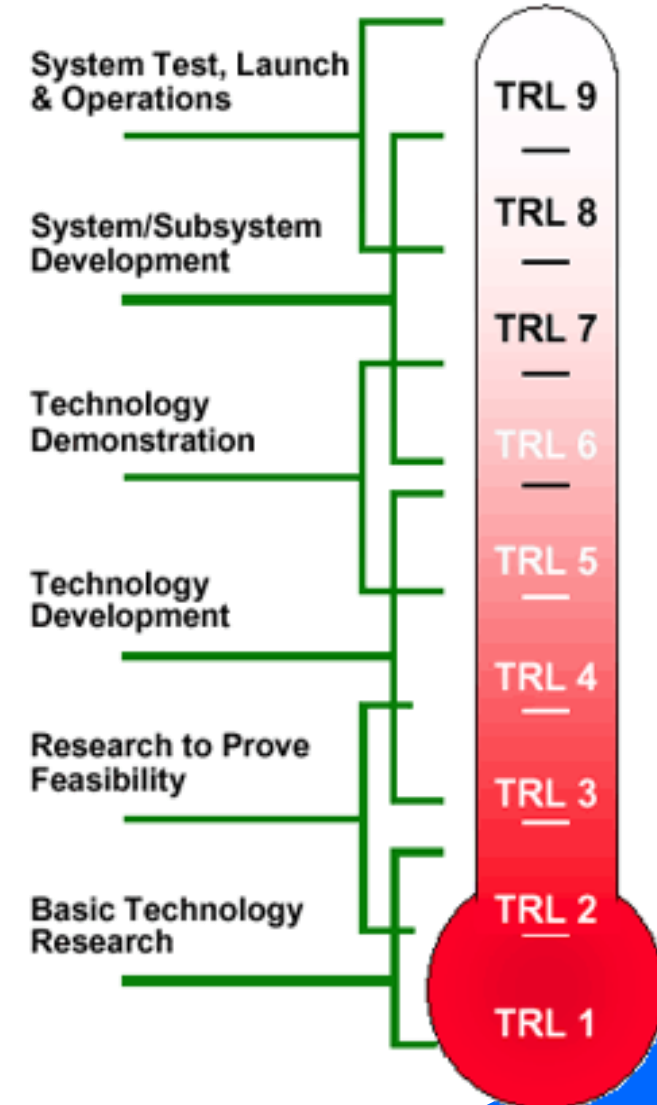 System Test, Launch
& Operations
System/Subsystem
Development
Technology
Demonstration
Technology
Development
Research to Prove
Feasibility
Basic Technology
Research
TRL 9
TRL 8
TRL 7
TRL 6
TRL 5
TRL 4
TRL 3
TRL 2
TRL 1